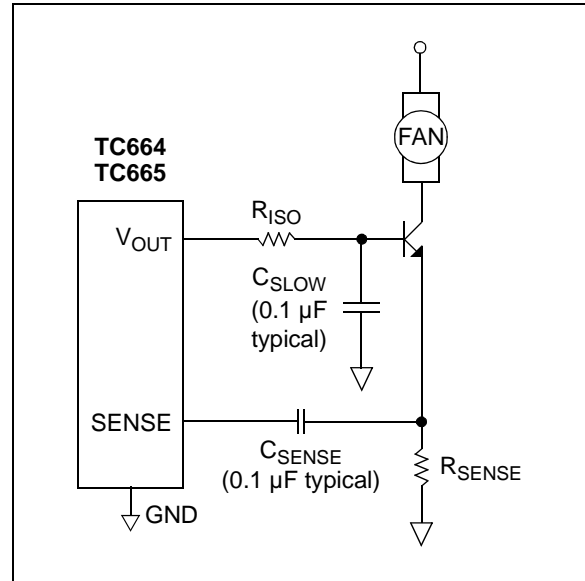 FAN
TC664
TC665
R_ISO
V_OUT
C_SLOW
(0.1 µF
typical)
SENSE
C_SENSE
(0.1 µF typical)
R_SENSE
GND